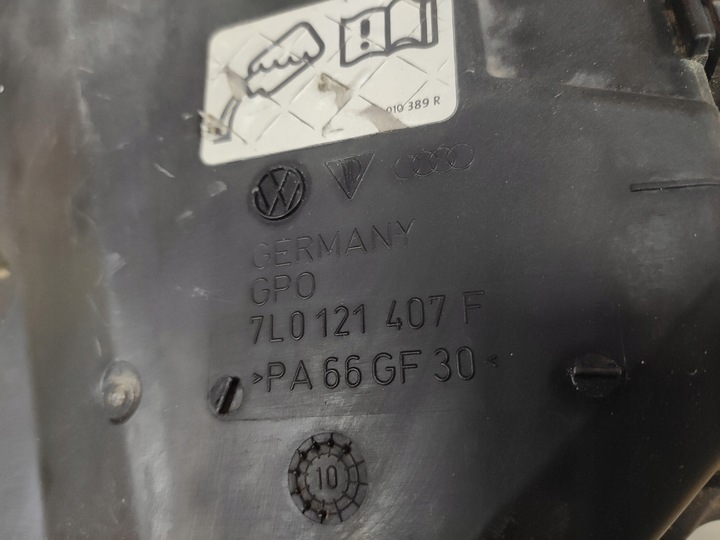 010 389 R
GERMANY
GPO
7L0 121 407 F
>PA 66 GF 30<
10